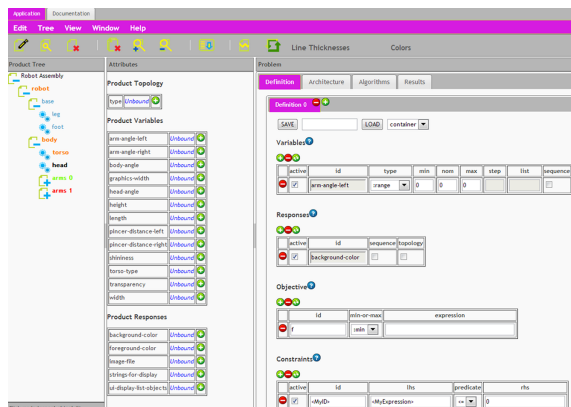 Application Documentation
Edit Tree View Window Help
Line Thicknesses Colors
Product Tree
Robot Assembly
robot
base
leg
foot
body
torso
head
arms 0
arms 1
Attributes
Product Topology
type Unbound
Product Variables
arm-angle-left Unbound
arm-angle-right Unbound
body-angle Unbound
graphics-width Unbound
head-angle Unbound
height Unbound
length Unbound
pincer-distance-left Unbound
pincer-distance-right Unbound
shininess Unbound
torso-type Unbound
transparency Unbound
width Unbound
Product Responses
background-color Unbound
foreground-color Unbound
image-file Unbound
strings-for-display Unbound
ui-display-list-objects Unbound
Problem
Definition Architecture Algorithms Results
Definition 0
SAVE LOAD container
Variables
active id type min nom max step list sequence
arm-angle-left :range 0 0 0
Responses
active id sequence topology
background-color
Objective
id min-or-max expression
f :min
Constraints
active id lhs predicate rhs
<MyID> <MyExpression> <= 0